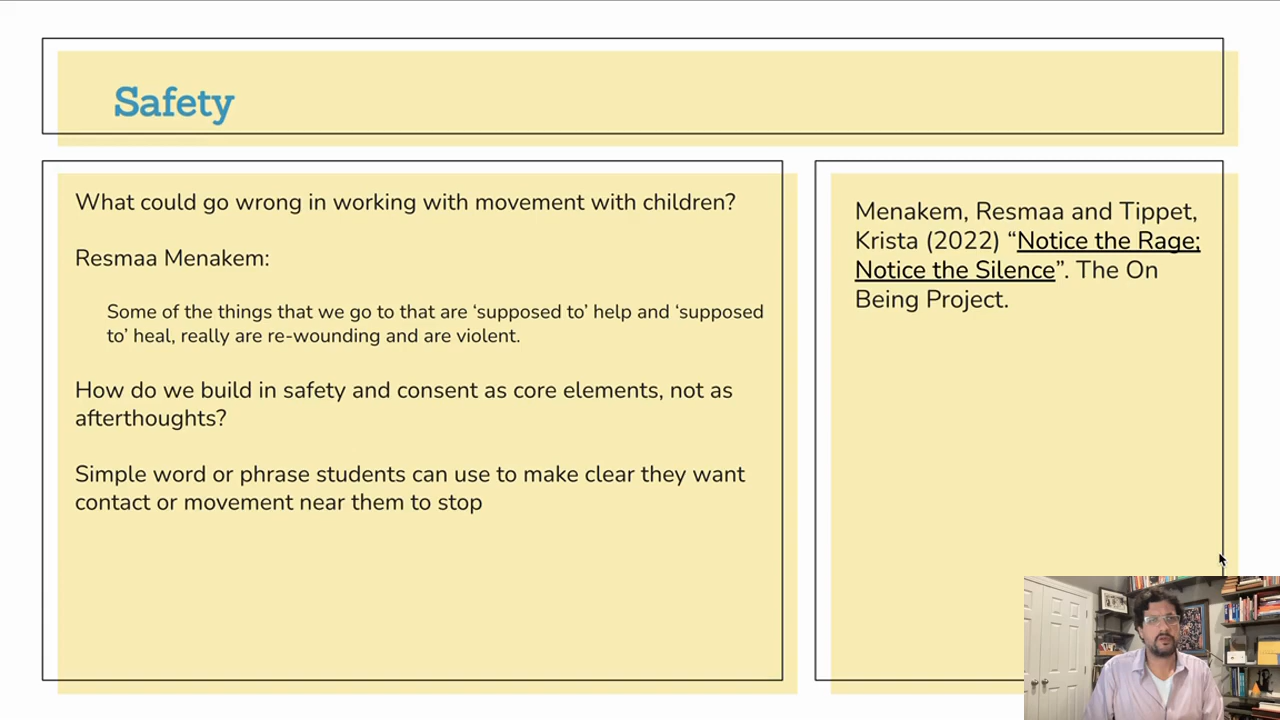 Safety
What could go wrong in working with movement with children?
Resmaa Menakem:
Some of the things that we go to that are ‘supposed to’ help and ‘supposed
to’ heal, really are re-wounding and are violent.
How do we build in safety and consent as core elements, not as
afterthoughts?
Simple word or phrase students can use to make clear they want
contact or movement near them to stop
Menakem, Resmaa and Tippet,
Krista (2022) “Notice the Rage;
Notice the Silence”. The On
Being Project.